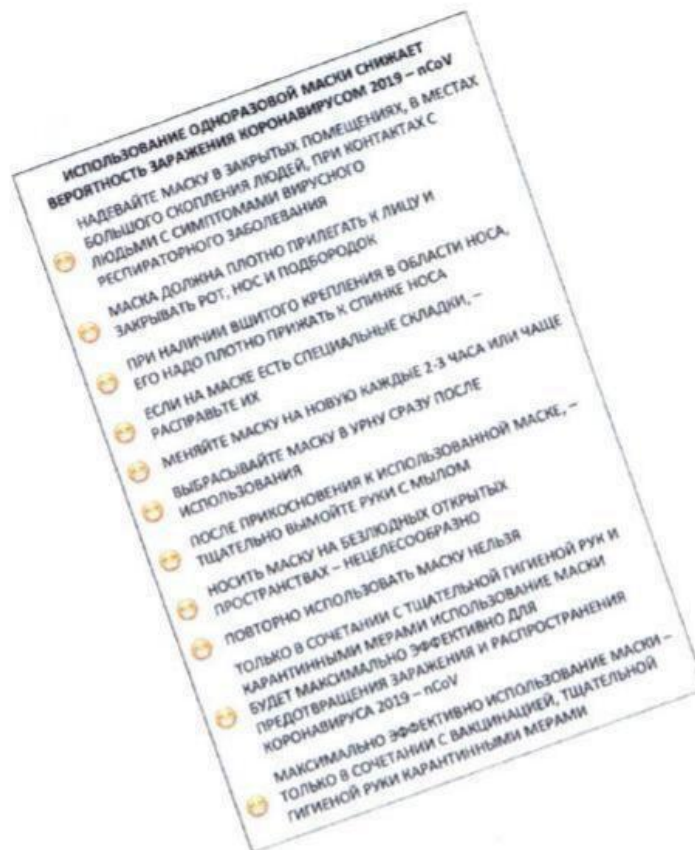 ИСПОЛЬЗОВАНИЕ ОДНОРАЗОВОЙ МАСКИ СНИЖАЕТ
ВЕРОЯТНОСТЬ ЗАРАЖЕНИЯ КОРОНАВИРУСОМ 2019 – nCoV
НАДЕВАЙТЕ МАСКУ В ЗАКРЫТЫХ ПОМЕЩЕНИЯХ, В МЕСТАХ
БОЛЬШОГО СКОПЛЕНИЯ ЛЮДЕЙ, ПРИ КОНТАКТАХ С
ЛЮДЬМИ С СИМПТОМАМИ ВИРУСНОГО
РЕСПИРАТОРНОГО ЗАБОЛЕВАНИЯ
МАСКА ДОЛЖНА ПЛОТНО ПРИЛЕГАТЬ К ЛИЦУ И
ЗАКРЫВАТЬ РОТ, НОС И ПОДБОРОДОК
ПРИ НАЛИЧИИ ВШИТОГО КРЕПЛЕНИЯ В ОБЛАСТИ НОСА,
ЕГО НАДО ПЛОТНО ПРИЖАТЬ К СПИНКЕ НОСА
ЕСЛИ НА МАСКЕ ЕСТЬ СПЕЦИАЛЬНЫЕ СКЛАДКИ, –
РАСПРАВЬТЕ ИХ
МЕНЯЙТЕ МАСКУ НА НОВУЮ КАЖДЫЕ 2-3 ЧАСА ИЛИ ЧАЩЕ
ВЫБРАСЫВАЙТЕ МАСКУ В УРНУ СРАЗУ ПОСЛЕ
ИСПОЛЬЗОВАНИЯ
ПОСЛЕ ПРИКОСНОВЕНИЯ К ИСПОЛЬЗОВАННОЙ МАСКЕ, –
ТЩАТЕЛЬНО ВЫМОЙТЕ РУКИ С МЫЛОМ
НОСИТЬ МАСКУ НА БЕЗЛЮДНЫХ ОТКРЫТЫХ
ПРОСТРАНСТВАХ – НЕЦЕЛЕСООБРАЗНО
ПОВТОРНО ИСПОЛЬЗОВАТЬ МАСКУ НЕЛЬЗЯ
ТОЛЬКО В СОЧЕТАНИИ С ТЩАТЕЛЬНОЙ ГИГИЕНОЙ РУК И
КАРАНТИННЫМИ МЕРАМИ ИСПОЛЬЗОВАНИЕ МАСКИ
БУДЕТ МАКСИМАЛЬНО ЭФФЕКТИВНО ДЛЯ
ПРЕДОТВРАЩЕНИЯ ЗАРАЖЕНИЯ И РАСПРОСТРАНЕНИЯ
КОРОНАВИРУСА 2019 – nCoV
МАКСИМАЛЬНО ЭФФЕКТИВНО ИСПОЛЬЗОВАНИЕ МАСКИ –
ТОЛЬКО В СОЧЕТАНИИ С ВАКЦИНАЦИЕЙ, ТЩАТЕЛЬНОЙ
ГИГИЕНОЙ РУКИ КАРАНТИННЫМИ МЕРАМИ